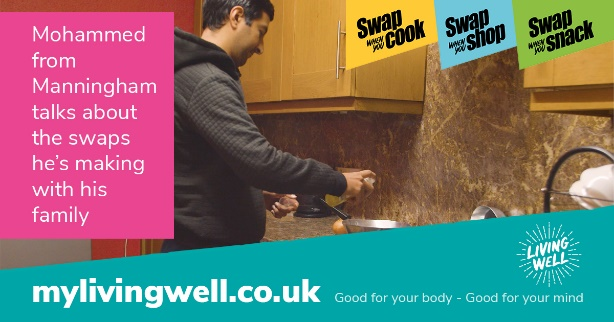 Mohammed
from
Manningham
talks about
the swaps
he's making
with his
family
Swap
WHEN YOU cook
Swap
WHEN YOU shop
Swap
WHEN YOU snack
LIVING
WELL
mylivingwell.co.uk
Good for your body - Good for your mind